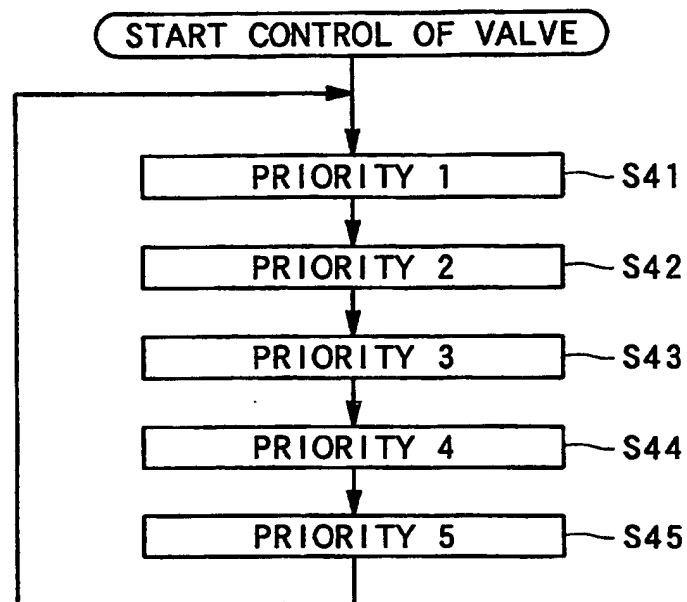 START CONTROL OF VALVE
PRIORITY 1 S41
PRIORITY 2 S42
PRIORITY 3 S43
PRIORITY 4 S44
PRIORITY 5 S45